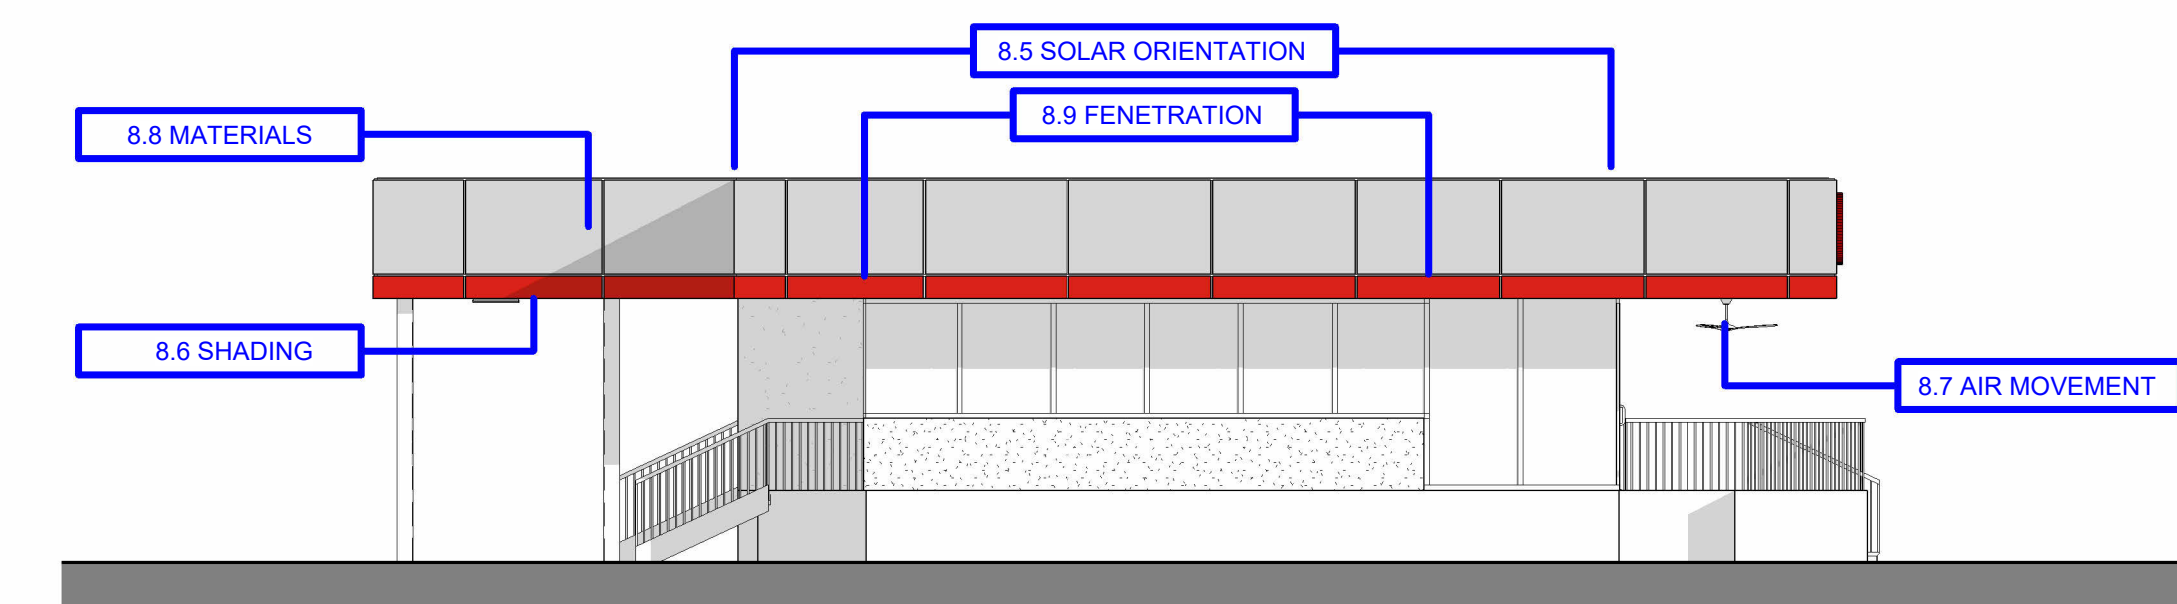 8.5 SOLAR ORIENTATION
8.9 FENETRATION
8.8 MATERIALS
8.6 SHADING
8.7 AIR MOVEMENT